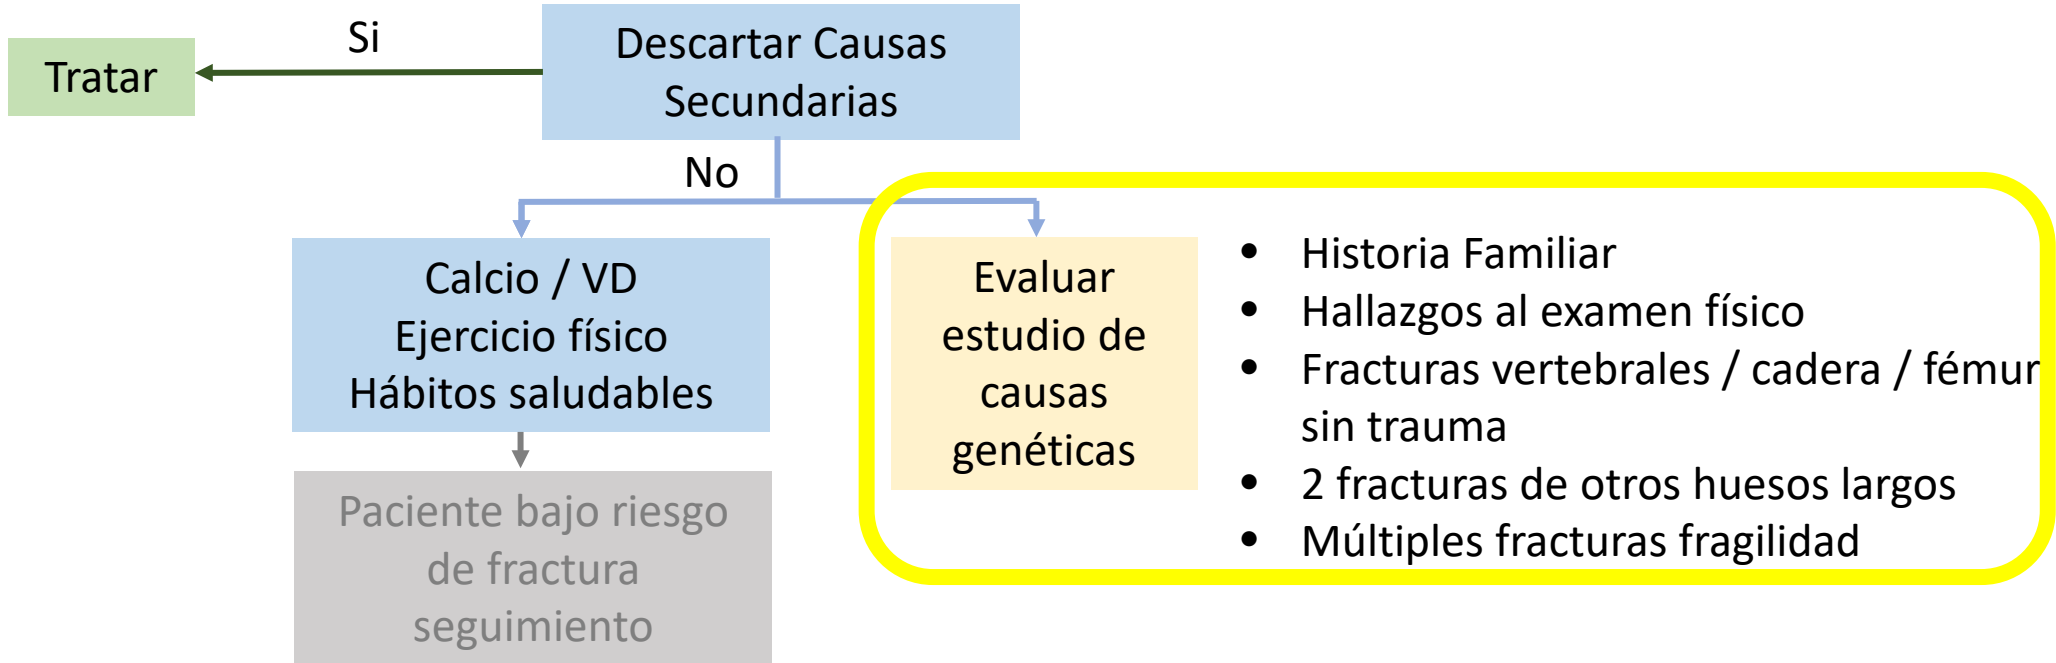 Si
Tratar
Descartar Causas
Secundarias
No
Calcio / VD
Ejercicio físico
Hábitos saludables
Paciente bajo riesgo
de fractura
seguimiento
Evaluar
estudio de
causas
genéticas
• Historia Familiar
• Hallazgos al examen físico
• Fracturas vertebrales / cadera / fémur
sin trauma
• 2 fracturas de otros huesos largos
• Múltiples fracturas fragilidad